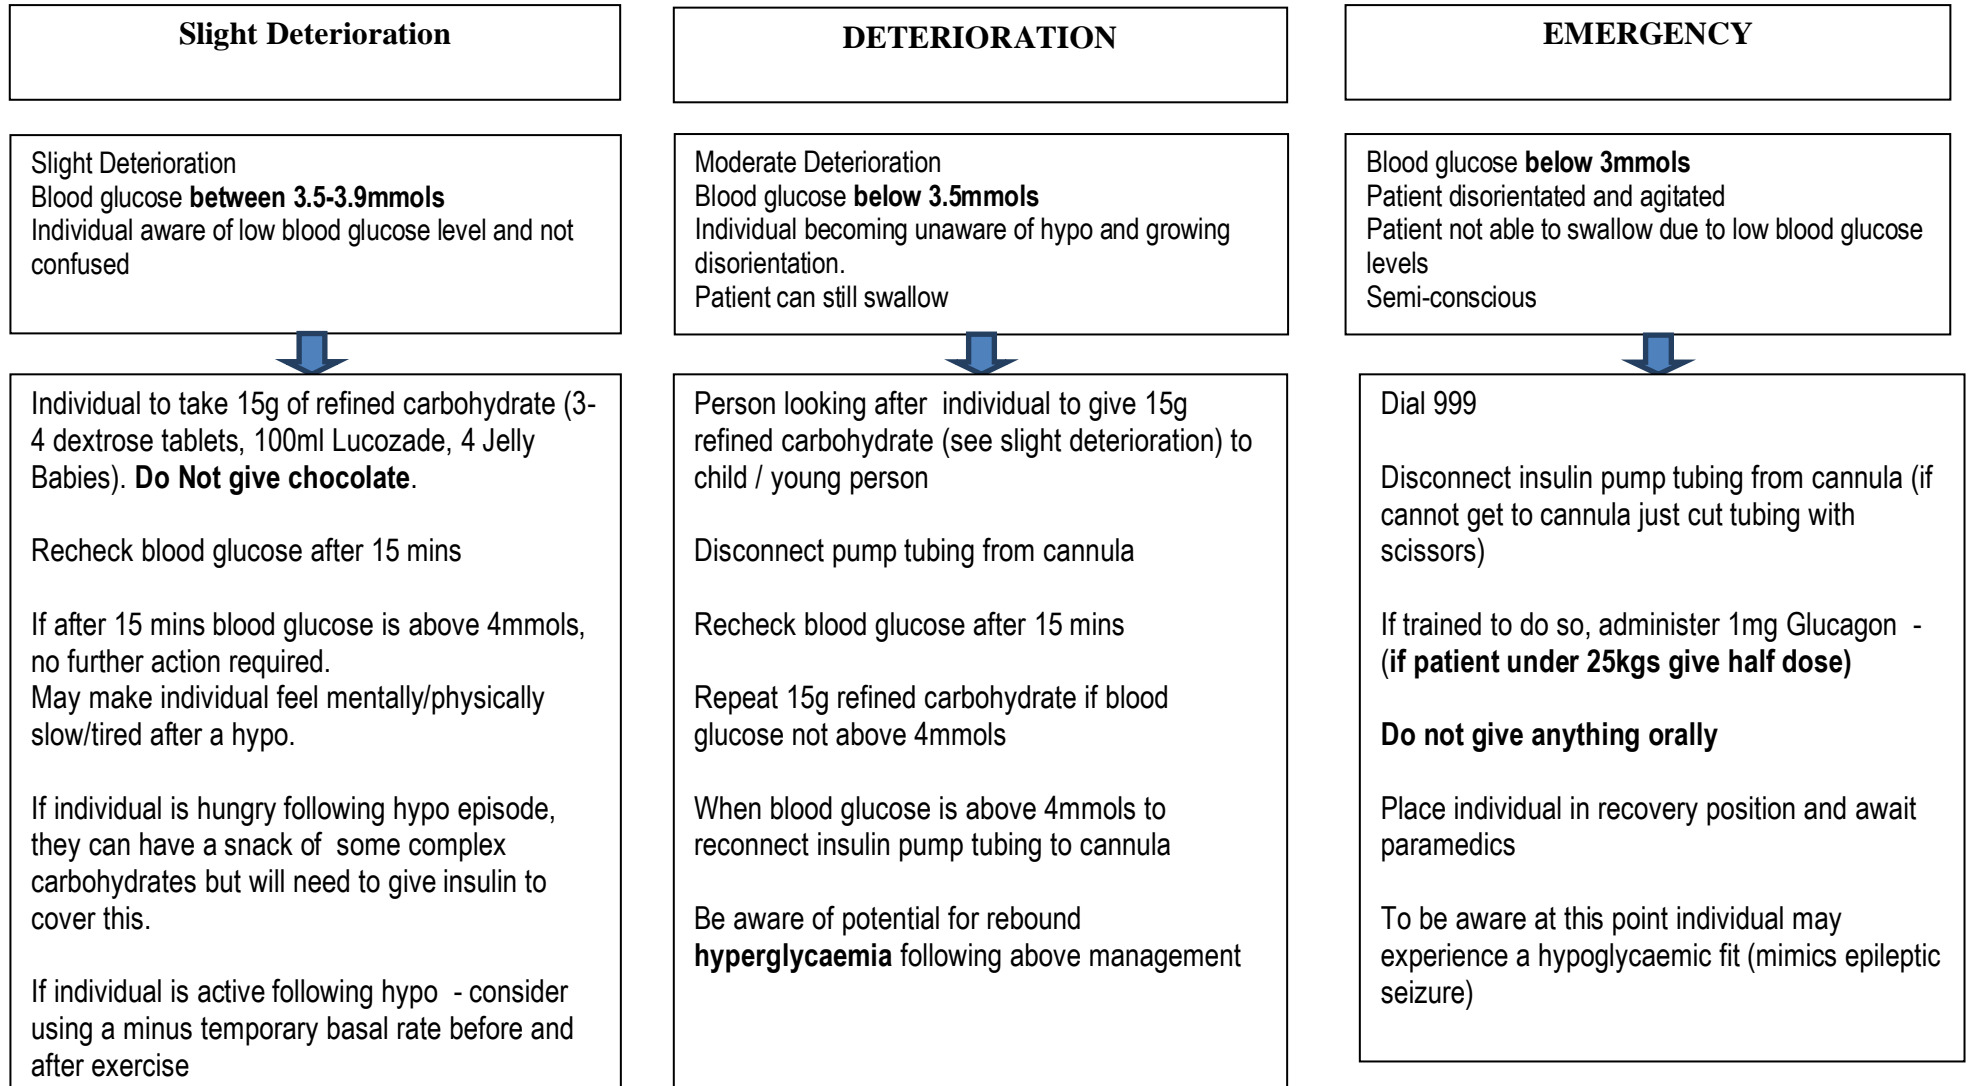 Slight Deterioration
Slight Deterioration
Blood glucose between 3.5-3.9mmols
Individual aware of low blood glucose level and not
confused
Individual to take 15g of refined carbohydrate (3-
4 dextrose tablets, 100ml Lucozade, 4 Jelly
Babies). Do Not give chocolate.
Recheck blood glucose after 15 mins
If after 15 mins blood glucose is above 4mmols,
no further action required.
May make individual feel mentally/physically
slow/tired after a hypo.
If individual is hungry following hypo episode,
they can have a snack of some complex
carbohydrates but will need to give insulin to
cover this.
If individual is active following hypo - consider
using a minus temporary basal rate before and
after exercise
DETERIORATION
Moderate Deterioration
Blood glucose below 3.5mmols
Individual becoming unaware of hypo and growing
disorientation.
Patient can still swallow
Person looking after individual to give 15g
refined carbohydrate (see slight deterioration) to
child / young person
Disconnect pump tubing from cannula
Recheck blood glucose after 15 mins
Repeat 15g refined carbohydrate if blood
glucose not above 4mmols
When blood glucose is above 4mmols to
reconnect insulin pump tubing to cannula
Be aware of potential for rebound
hyperglycaemia following above management
EMERGENCY
Blood glucose below 3mmols
Patient disorientated and agitated
Patient not able to swallow due to low blood glucose
levels
Semi-conscious
Dial 999
Disconnect insulin pump tubing from cannula (if
cannot get to cannula just cut tubing with
scissors)
If trained to do so, administer 1mg Glucagon -
(if patient under 25kgs give half dose)
Do not give anything orally
Place individual in recovery position and await
paramedics
To be aware at this point individual may
experience a hypoglycaemic fit (mimics epileptic
seizure)